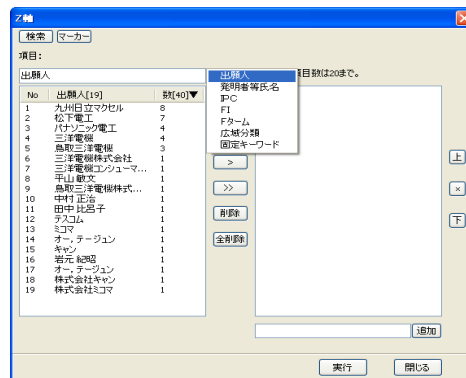 Z軸
検索 マーカー
項目:
出願人
項目数は20まで。
出願人
発明者等氏名
IPC
FI
Fターム
広域分類
固定キーワード
No 出願人[19] 数[40]▼
1 九州日立マクセル 8
2 松下電工 7
3 パナソニック電工 4
4 三洋電機 4
5 鳥取三洋電機 3
6 三洋電機株式会社 1
7 三洋電機コンシューマ... 1
8 平山 敏文 1
9 鳥取三洋電機株式... 1
10 中村 正治 1
11 田中 比呂子 1
12 テスコム 1
13 ミコマ 1
14 オー,テージュン 1
15 キャン 1
16 岩元 紀昭 1
17 オー,テージュン 1
18 株式会社キャン 1
19 株式会社ミコマ 1
>
>>
削除
全削除
上
×
下
追加
実行 閉じる